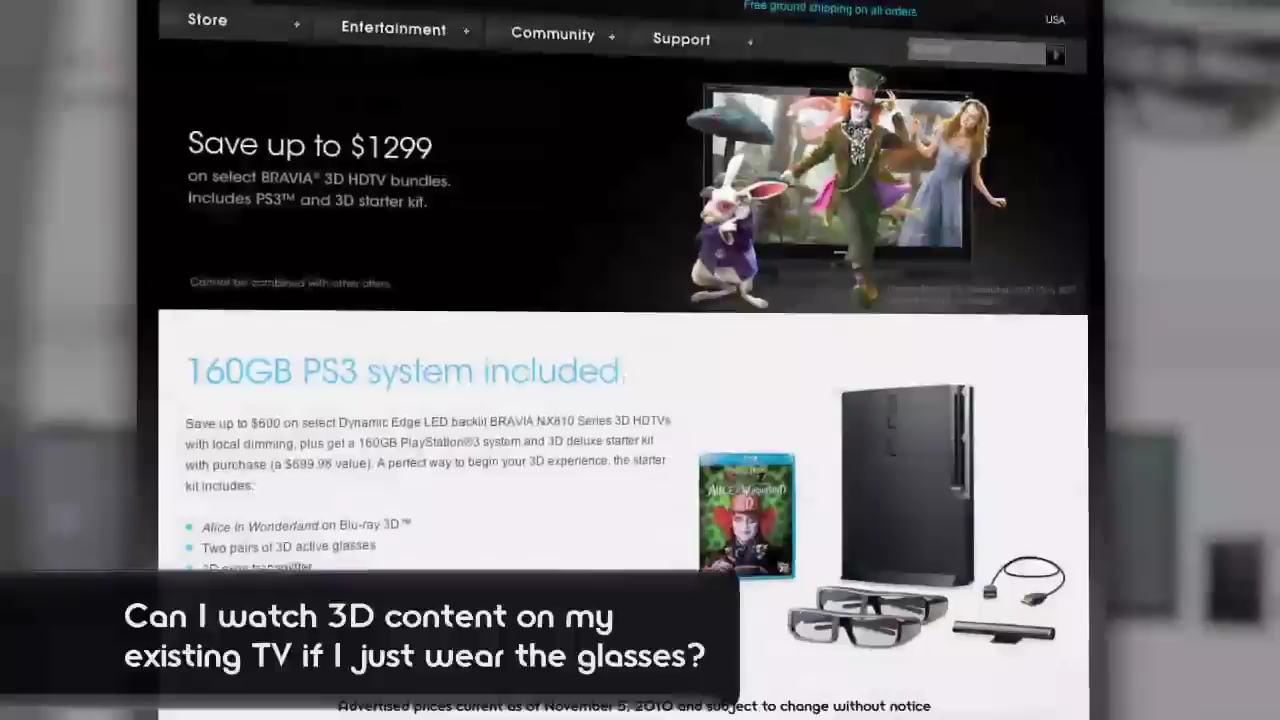 Free ground shipping on all orders
USA
Store
Entertainment
Community
Support
Save up to $1299
on select BRAVIA® 3D HDTV bundles.
Includes PS3™ and 3D starter kit.
Cannot be combined with other offers
160GB PS3 system included.
Save up to $600 on select Dynamic Edge LED backlit BRAVIA NX810 Series 3D HDTVs
with local dimming, plus get a 160GB PlayStation®3 system and 3D deluxe starter kit
with purchase (a $699.96 value). A perfect way to begin your 3D experience, the starter
kit includes:
Alice in Wonderland on Blu-ray 3D™
Two pairs of 3D active glasses
ALICE IN WONDERLAND
Can I watch 3D content on my
existing TV if I just wear the glasses?
Advertised prices current as of November 5, 2010 and subject to change without notice